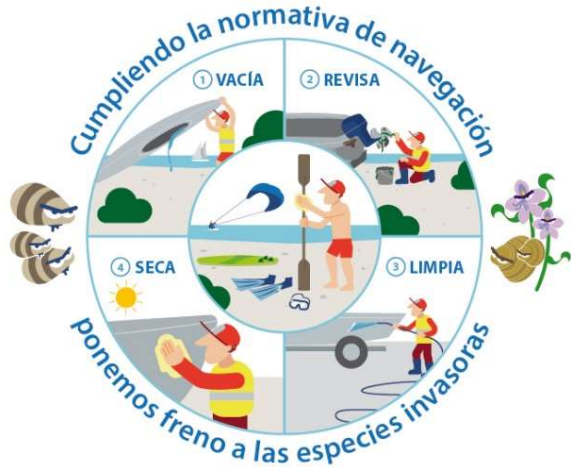 Cumpliendo la normativa de navegación
1 VACÍA
2 REVISA
4 SECA
3 LIMPIA
ponemos freno a las especies invasoras